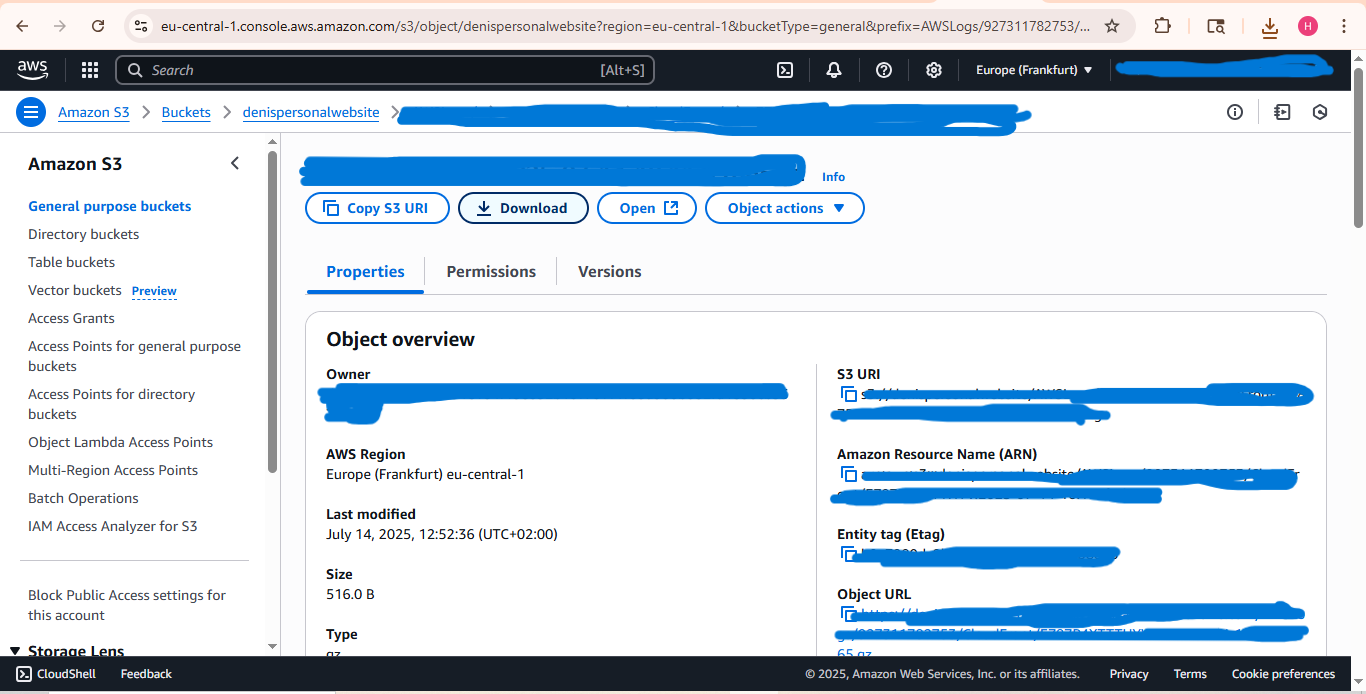 eu-central-1.console.aws.amazon.com/s3/object/denispersonalwebsite?region=eu-central-1&bucketType=general&prefix=AWSLogs/927311782753/...
H
aws
Search
[Alt+S]
Europe (Frankfurt)
Amazon S3
Buckets
denispersonalwebsite
Amazon S3
General purpose buckets
Directory buckets
Table buckets
Vector buckets Preview
Access Grants
Access Points for general purpose
buckets
Access Points for directory
buckets
Object Lambda Access Points
Multi-Region Access Points
Batch Operations
IAM Access Analyzer for S3
Block Public Access settings for
this account
Storage Lens
Info
Copy S3 URI
Download
Open
Object actions
Properties
Permissions
Versions
Object overview
Owner
AWS Region
Europe (Frankfurt) eu-central-1
Last modified
July 14, 2025, 12:52:36 (UTC+02:00)
Size
516.0 B
Type
gz
S3 URI
Amazon Resource Name (ARN)
Entity tag (Etag)
Object URL
65.gz
CloudShell
Feedback
© 2025, Amazon Web Services, Inc. or its affiliates.
Privacy
Terms
Cookie preferences